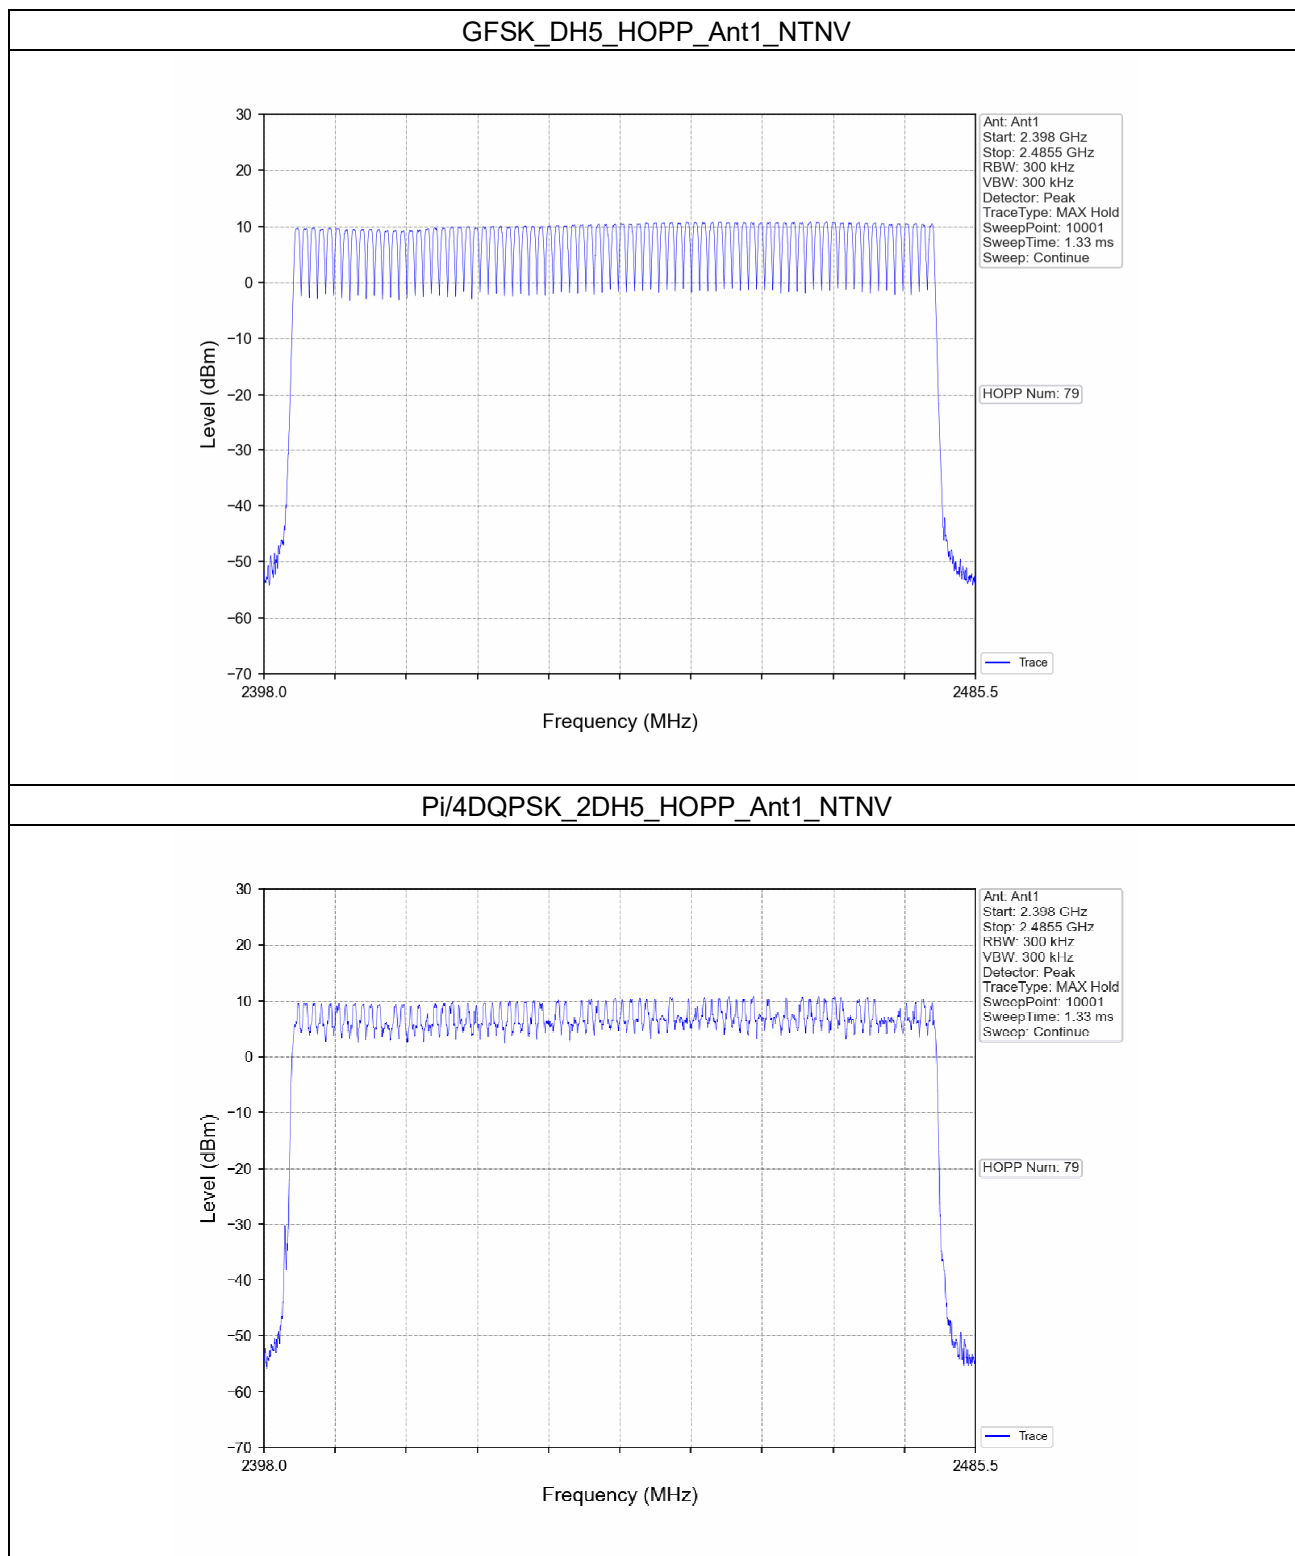 GFSK_DH5_HOPP_Ant1_NTNV
30
20
10
0
−10
−20
−30
−40
−50
−60
−70
Level (dBm)
2398.0
2485.5
Frequency (MHz)
Ant: Ant1
Start: 2.398 GHz
Stop: 2.4855 GHz
RBW: 300 kHz
VBW: 300 kHz
Detector: Peak
TraceType: MAX Hold
SweepPoint: 10001
SweepTime: 1.33 ms
Sweep: Continue
HOPP Num: 79
Trace
Pi/4DQPSK_2DH5_HOPP_Ant1_NTNV
30
20
10
0
−10
−20
−30
−40
−50
−60
−70
Level (dBm)
2398.0
2485.5
Frequency (MHz)
Ant: Ant1
Start: 2.398 GHz
Stop: 2.4855 GHz
RBW: 300 kHz
VBW: 300 kHz
Detector: Peak
TraceType: MAX Hold
SweepPoint: 10001
SweepTime: 1.33 ms
Sweep: Continue
HOPP Num: 79
Trace